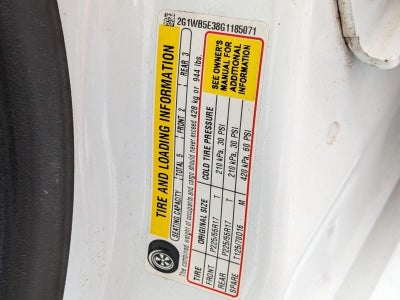 2G1WB5E38G1185071
TIRE AND LOADING INFORMATION
SEATING CAPACITY TOTAL 5 FRONT 2 REAR 3
The combined weight of occupants and cargo should never exceed 428 kg or 944 lbs.
TIRE ORIGINAL SIZE COLD TIRE PRESSURE
FRONT P225/55R17 T 210 kPa, 30 PSI
REAR P225/55R17 T 210 kPa, 30 PSI
SPARE T125/70D16 M 420 kPa, 60 PSI
SEE OWNER'S
MANUAL FOR
ADDITIONAL
INFORMATION